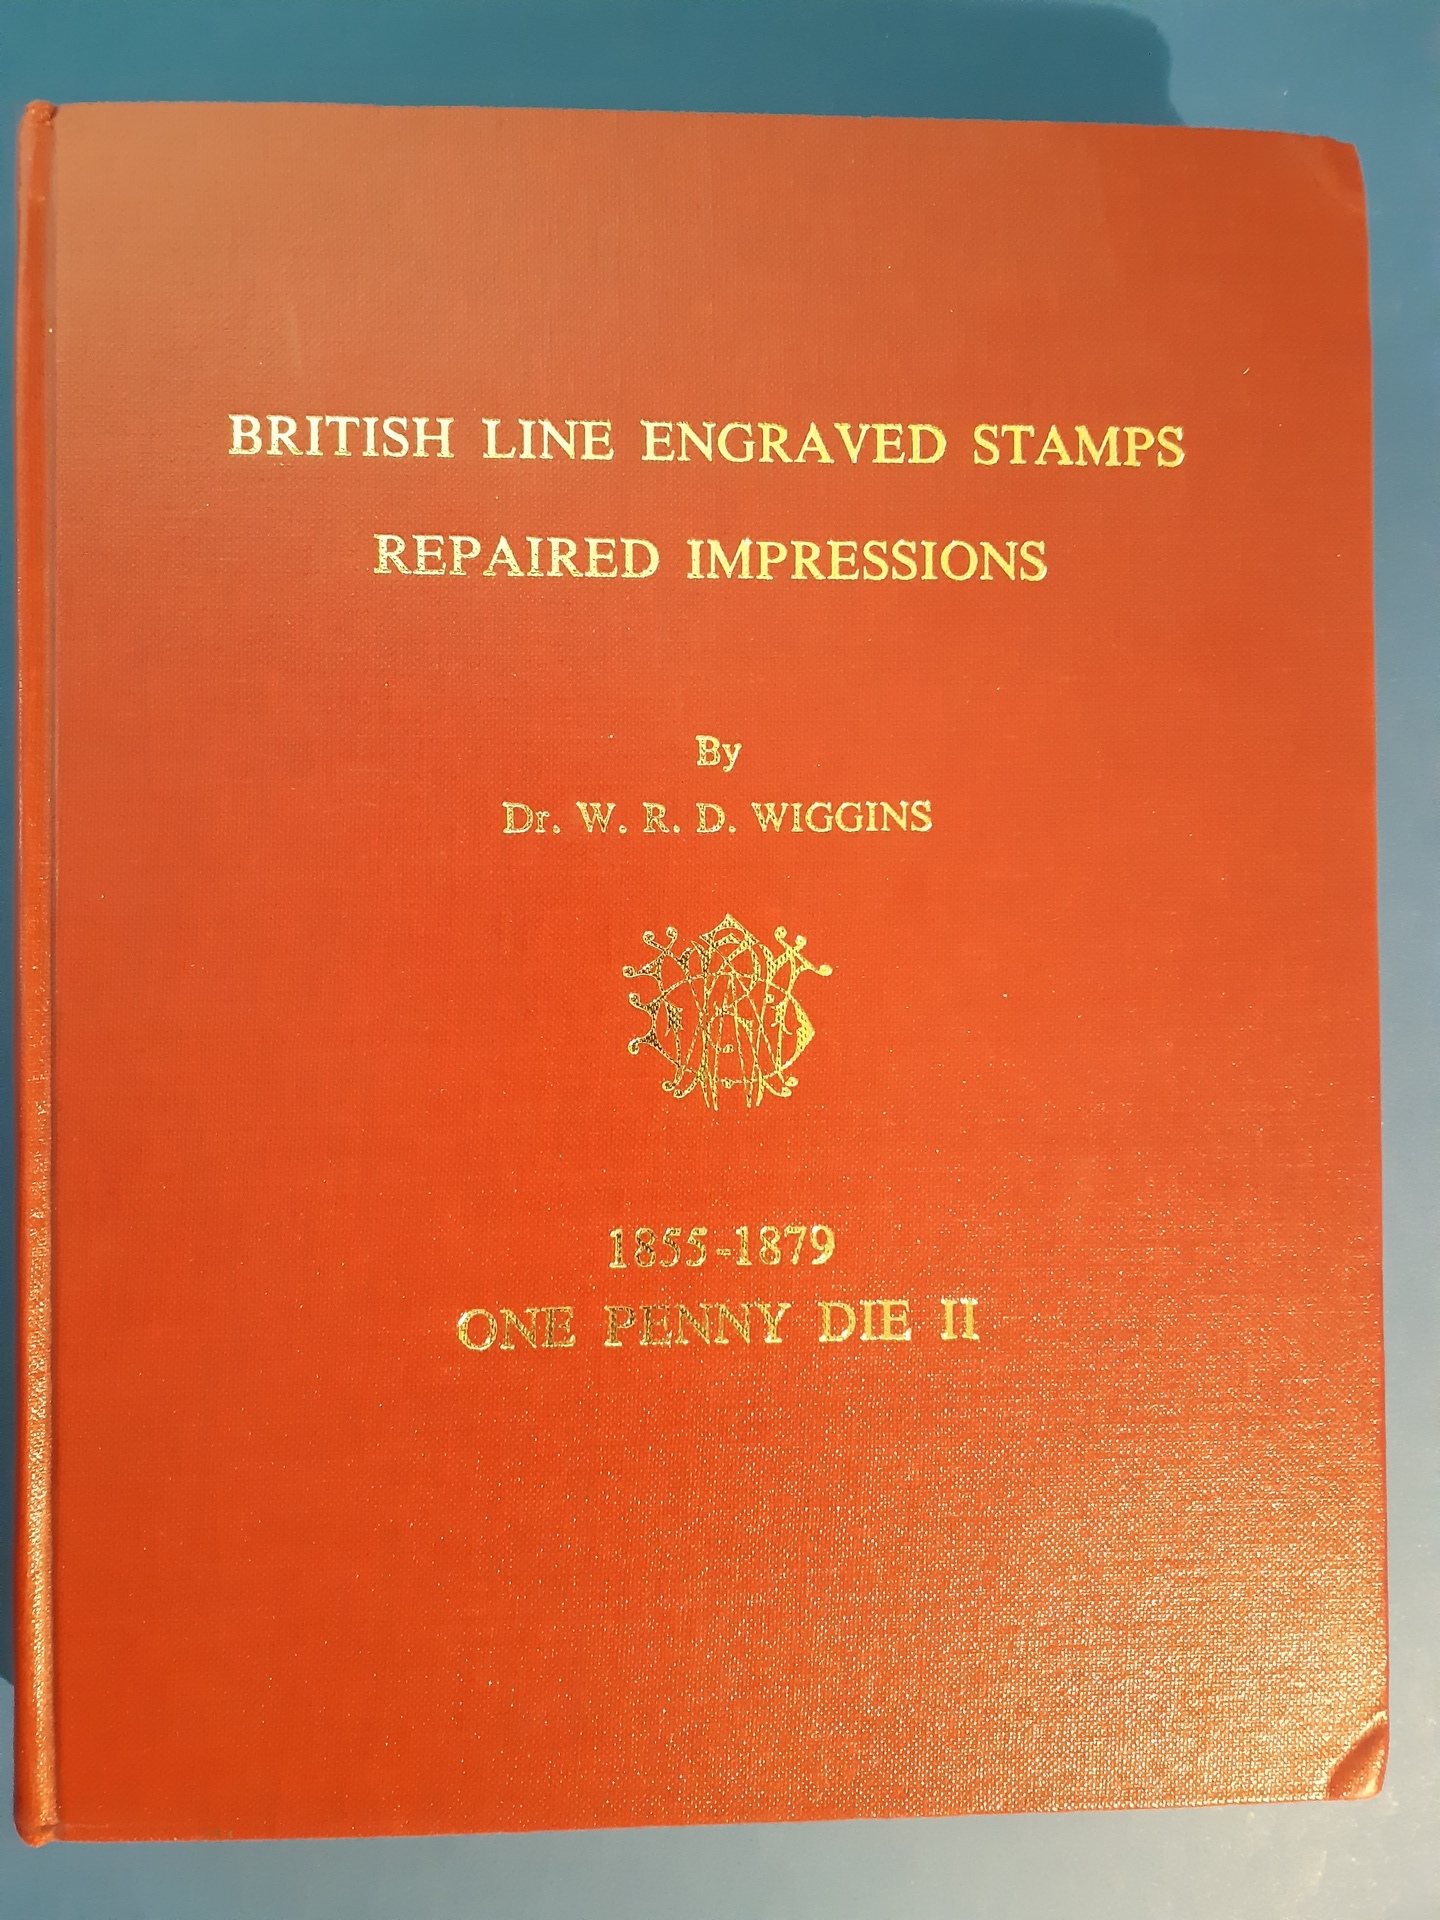 BRITISH LINE ENGRAVED STAMPS
REPAIRED IMPRESSIONS
By
Dr. W. R. D. WIGGINS
1855-1879
ONE PENNY DIE II